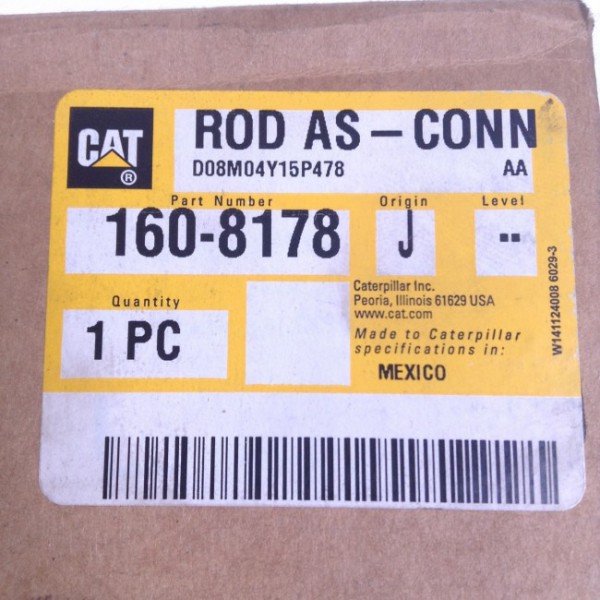 CAT ®
ROD AS-CONN
D08M04Y15P478 AA
Part Number Origin Level
160-8178 J --
Quantity
1 PC
Caterpillar Inc.
Peoria, Illinois 61629 USA
www.cat.com
Made to Caterpillar
specifications in:
MEXICO
W141124008 6029-3